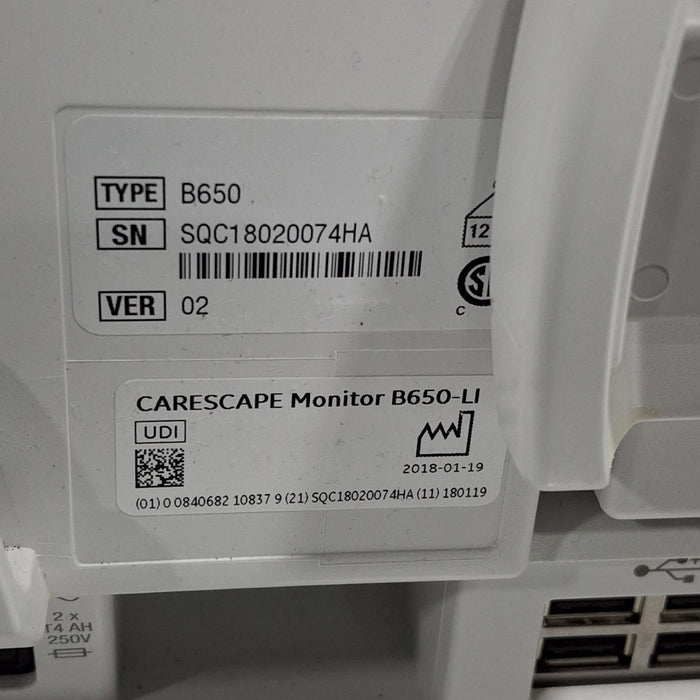 TYPE B650
SN SQC18020074HA
VER 02
12
C
CARESCAPE Monitor B650-LI
UDI
2018-01-19
(01) 0 0840682 10837 9 (21) SQC18020074HA (11) 180119
2 x
T4 AH
250V